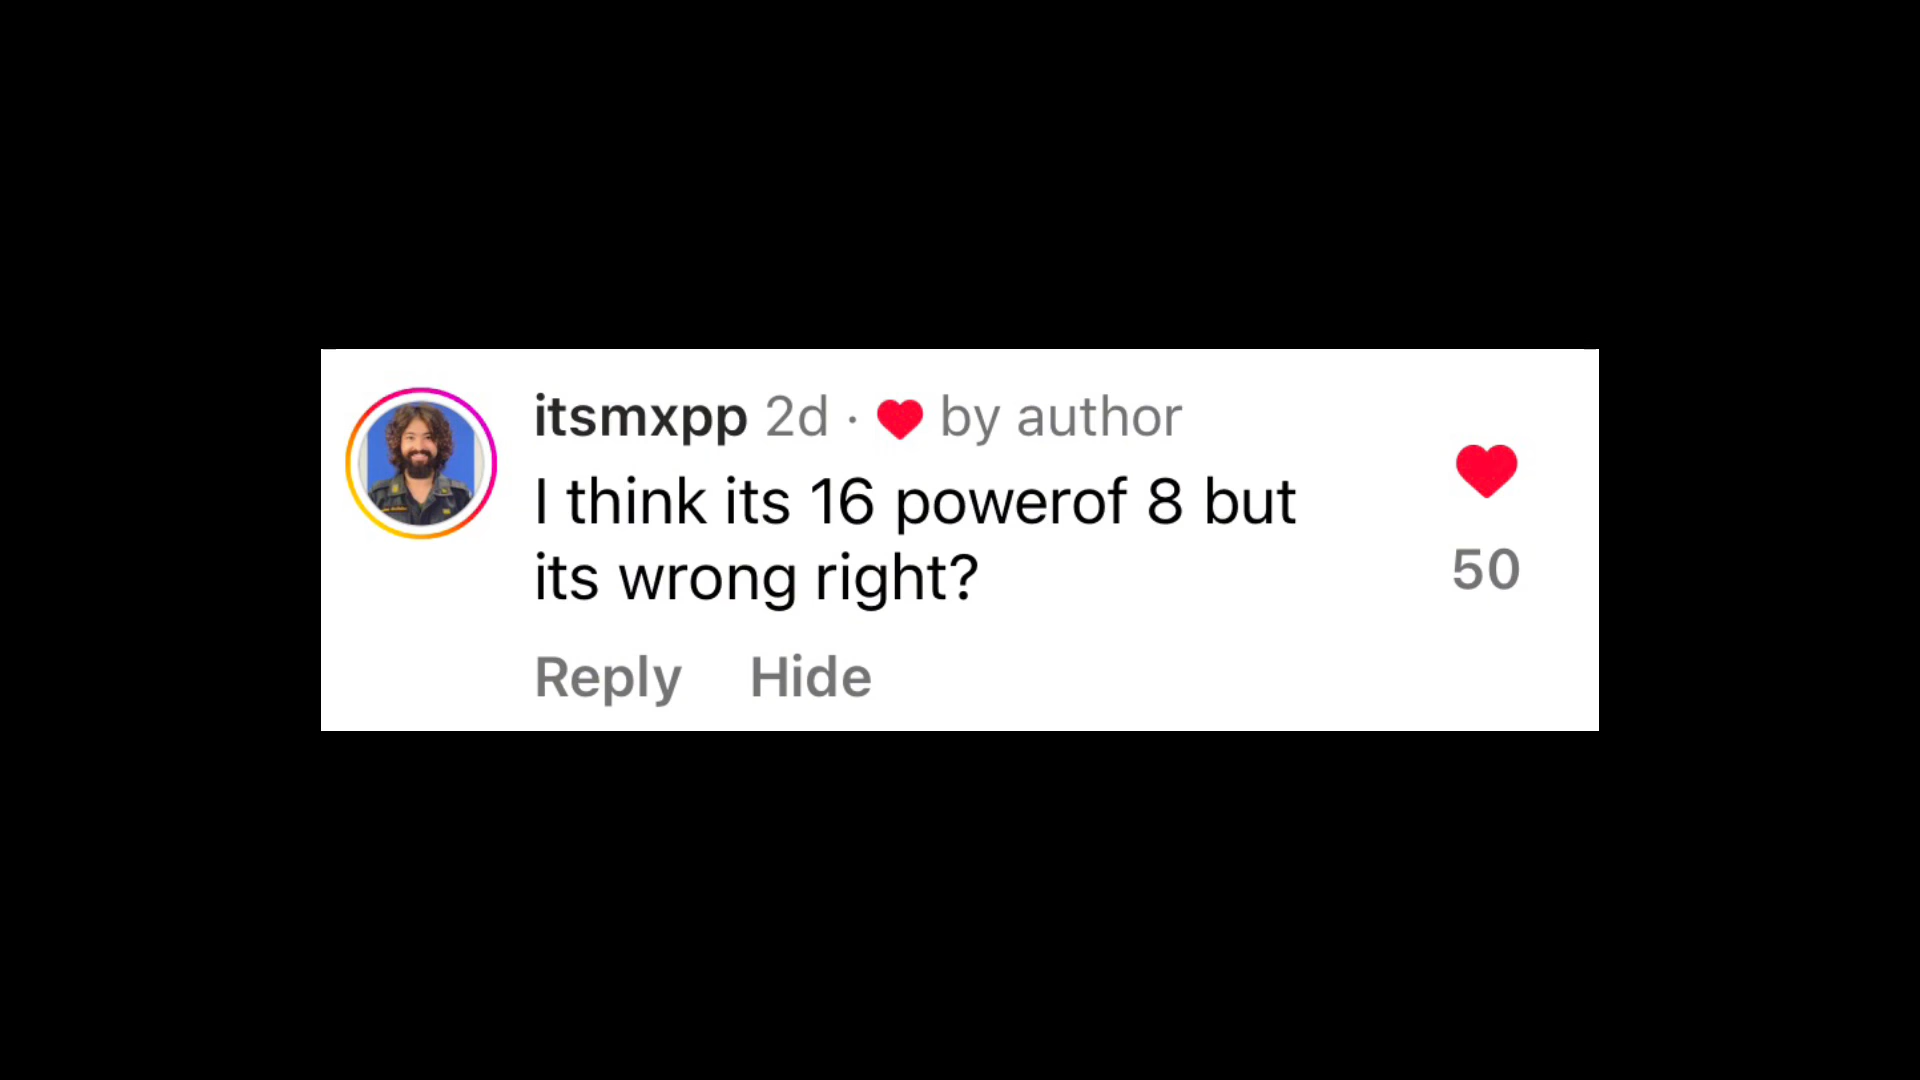 itsmxpp 2d · ❤ by author
I think its 16 powerof 8 but
its wrong right?
50
Reply Hide